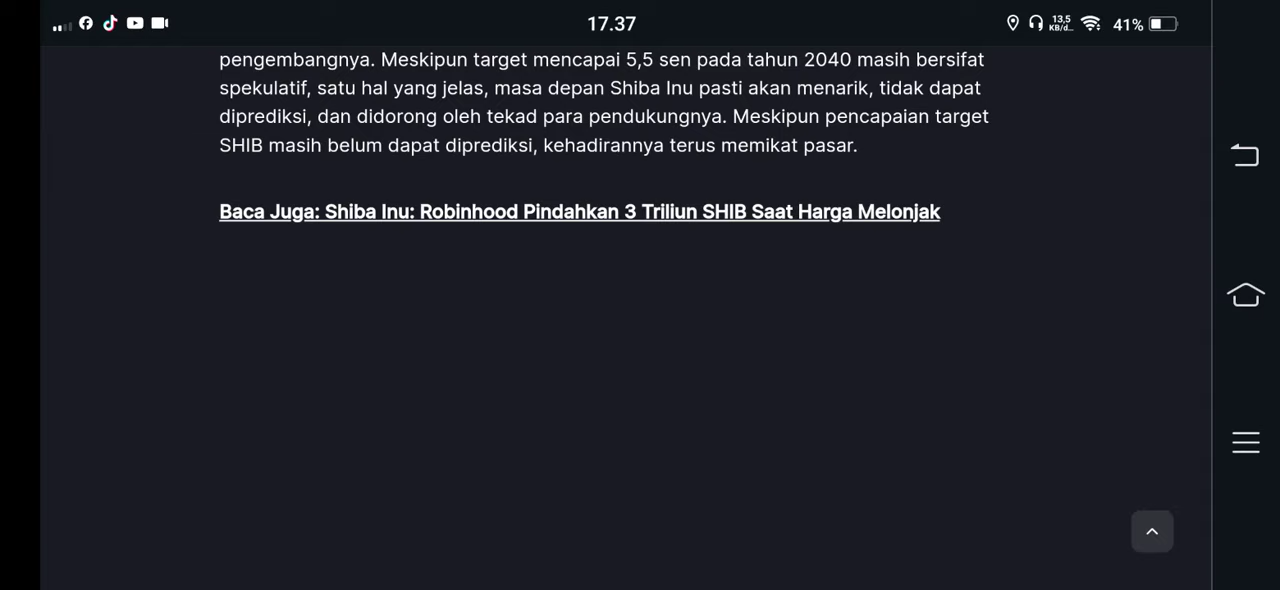 17.37
13,5
KB/d...
41%
pengembangnya. Meskipun target mencapai 5,5 sen pada tahun 2040 masih bersifat
spekulatif, satu hal yang jelas, masa depan Shiba Inu pasti akan menarik, tidak dapat
diprediksi, dan didorong oleh tekad para pendukungnya. Meskipun pencapaian target
SHIB masih belum dapat diprediksi, kehadirannya terus memikat pasar.
Baca Juga: Shiba Inu: Robinhood Pindahkan 3 Triliun SHIB Saat Harga Melonjak